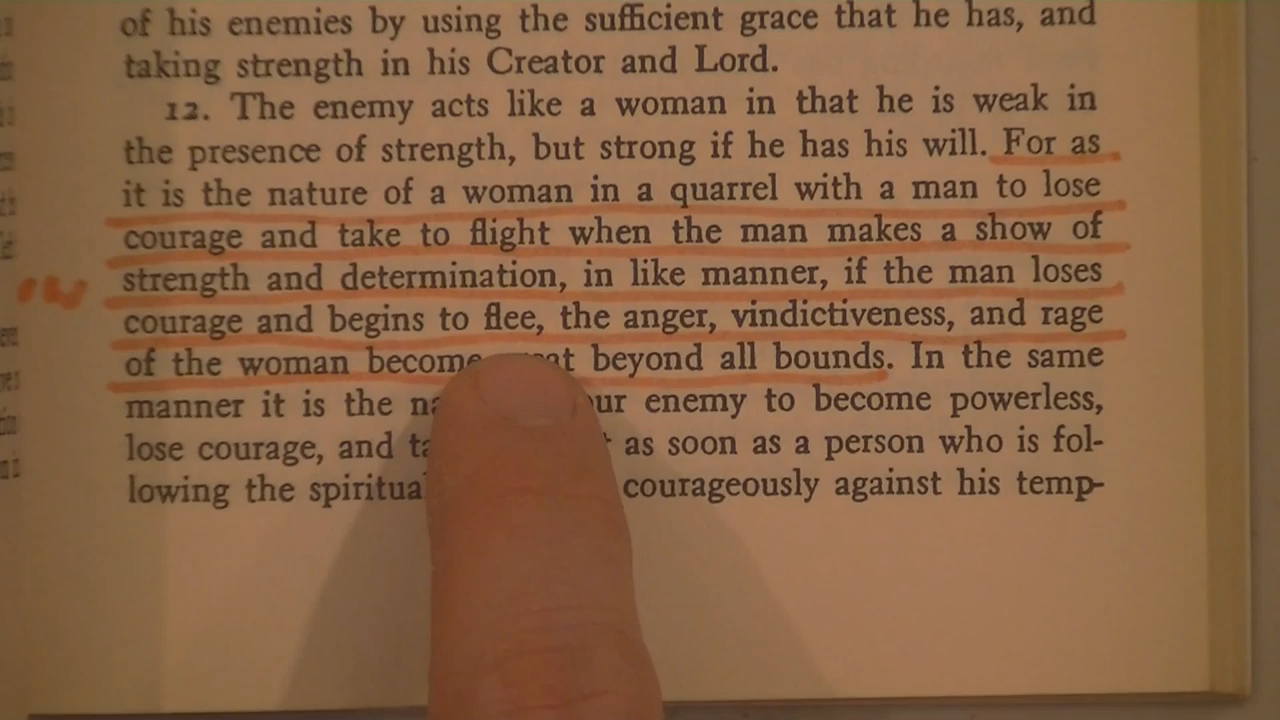 of his enemies by using the sufficient grace that he has, and
taking strength in his Creator and Lord.
12. The enemy acts like a woman in that he is weak in
the presence of strength, but strong if he has his will. For as
it is the nature of a woman in a quarrel with a man to lose
courage and take to flight when the man makes a show of
strength and determination, in like manner, if the man loses
courage and begins to flee, the anger, vindictiveness, and rage
of the woman become beyond all bounds. In the same
manner it is the enemy to become powerless,
lose courage, and as soon as a person who is fol-
lowing the courageously against his temp-